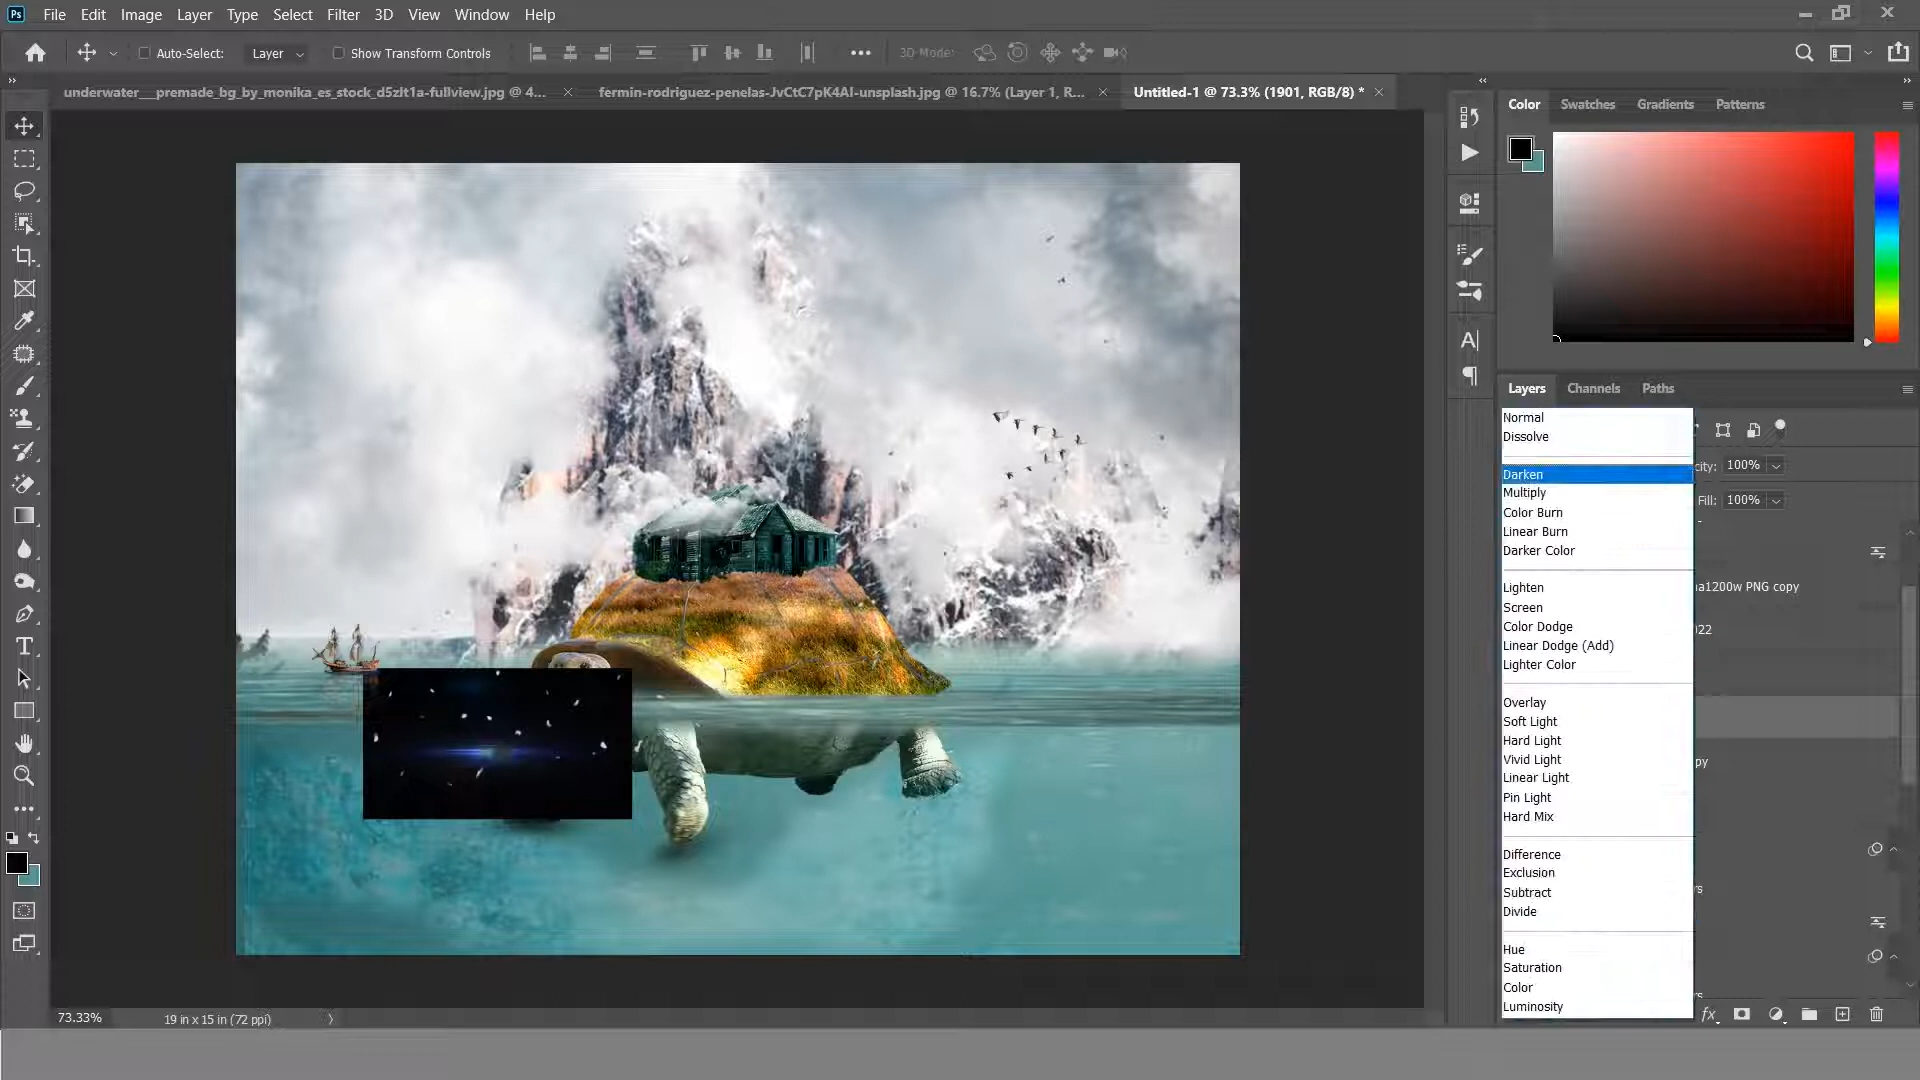 Ps File Edit Image Layer Type Select Filter 3D View Window Help
Auto-Select: Layer Show Transform Controls 3D Mode:
underwater__premade_bg_by_monika_es_stock_d5zlt1a-fullview.jpg @ 4... fermin-rodriguez-penelas-JvCtC7pK4AI-unsplash.jpg @ 16.7% (Layer 1, R... Untitled-1 @ 73.3% (1901, RGB/8) *
Color Swatches Gradients Patterns
Layers Channels Paths
Normal
Dissolve
city: 100%
Darken
Multiply
Fill: 100%
Color Burn
Linear Burn
Darker Color
Lighten
na1200w PNG copy
Screen
Color Dodge
22
Linear Dodge (Add)
Lighter Color
Overlay
Soft Light
Hard Light
Vivid Light
py
Linear Light
Pin Light
Hard Mix
Difference
Exclusion
rs
Subtract
Divide
Hue
Saturation
Color
rs
Luminosity
73.33% 19 in x 15 in (72 ppi) fx